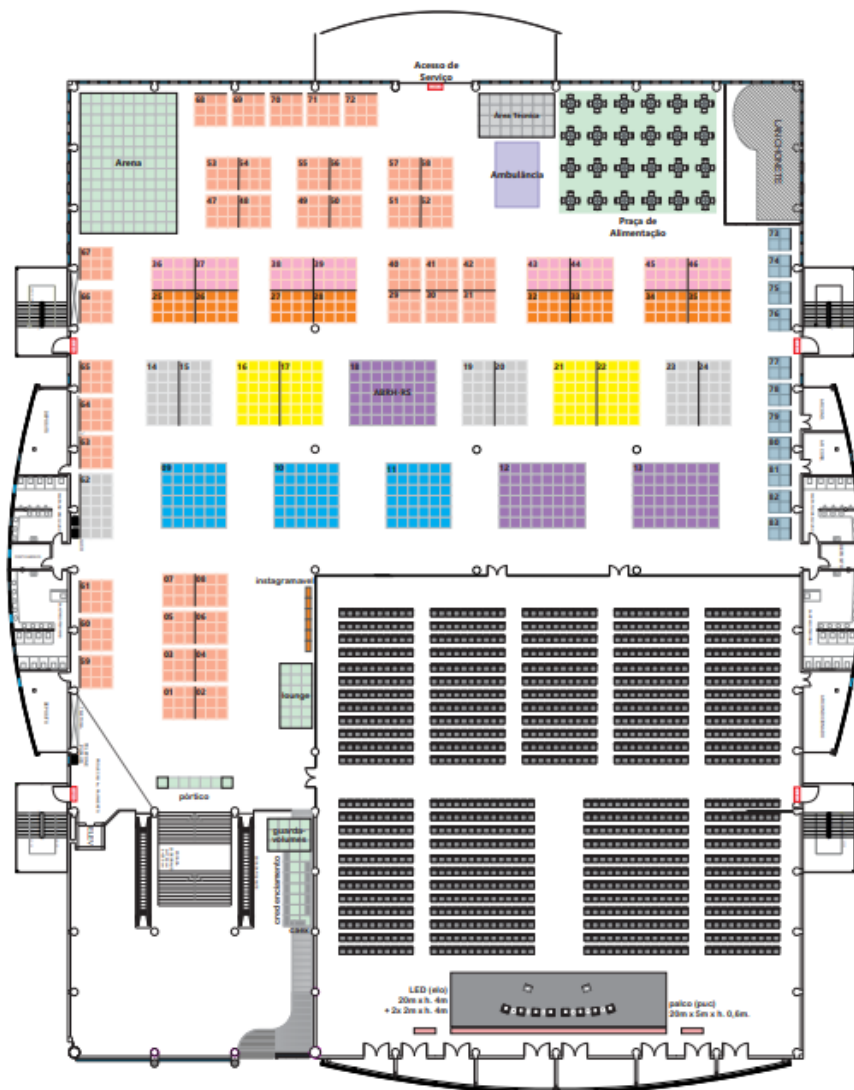 Acesso de
Serviço
68 69 70 71 72
Área Técnica
Arena
Ambulância
LANCHONETE
Praça de
Alimentação
53 54 55 56 57 58
47 48 49 50 51 52
67
66
73
74
75
76
36 37 38 39 40 41 42 43 44 45 46
25 26 27 28 29 30 31 32 33 34 35
65
64
63
62
14 15 16 17 18 19 20 21 22 23 24
ABRH-RS
77
78
79
80
81
82
83
09 10 11 12 13
61
60
59
07 08
05 06
03 04
01 02
instagramavel
lounge
pórtico
ELEV
guarda-
volumes
credenciamento
caex
LED (elo)
20m x h. 4m
+ 2x 2m x h. 4m
palco (puc)
20m x 5m x h. 0,6m.